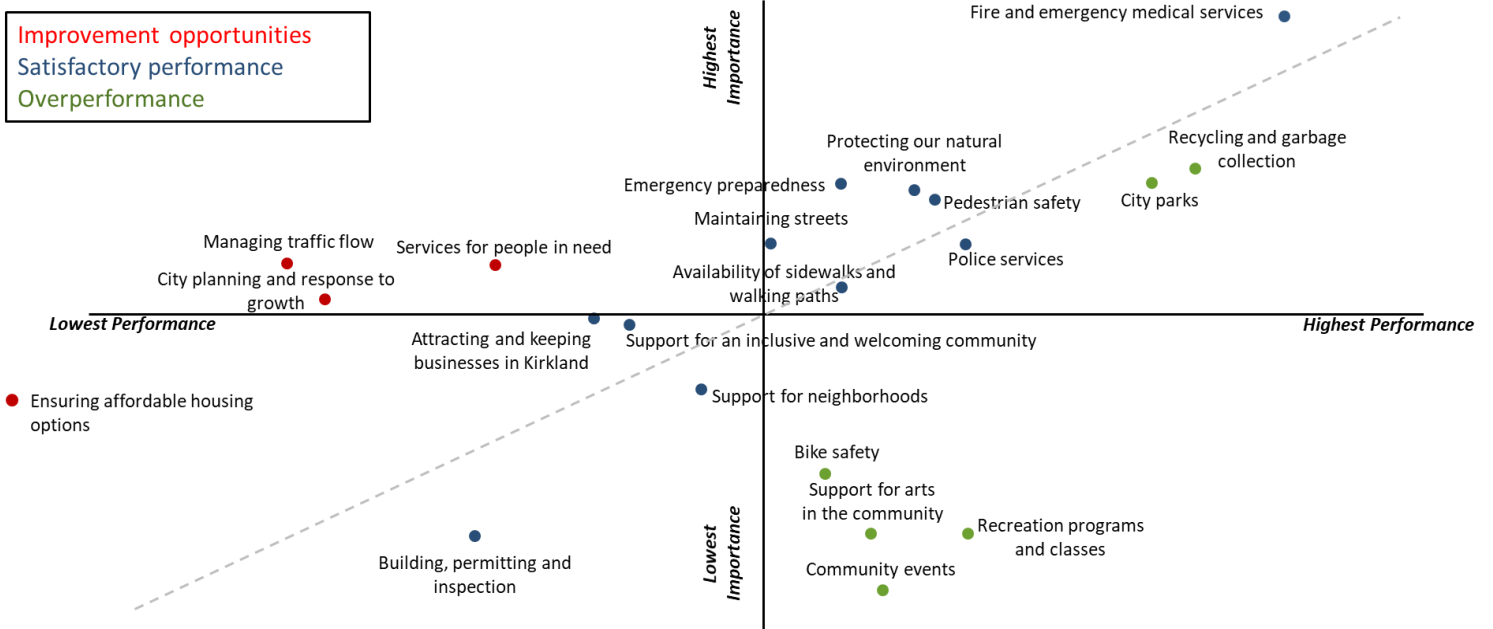 Improvement opportunities
Satisfactory performance
Overperformance
Highest
Importance
Fire and emergency medical services
Protecting our natural
environment
Recycling and garbage
collection
Emergency preparedness
City parks
Pedestrian safety
Maintaining streets
Managing traffic flow
Services for people in need
Police services
City planning and response to
growth
Availability of sidewalks and
walking paths
Lowest Performance
Highest Performance
Attracting and keeping
businesses in Kirkland
Support for an inclusive and welcoming community
Ensuring affordable housing
options
Support for neighborhoods
Bike safety
Support for arts
in the community
Recreation programs
and classes
Lowest
Importance
Building, permitting and
inspection
Community events